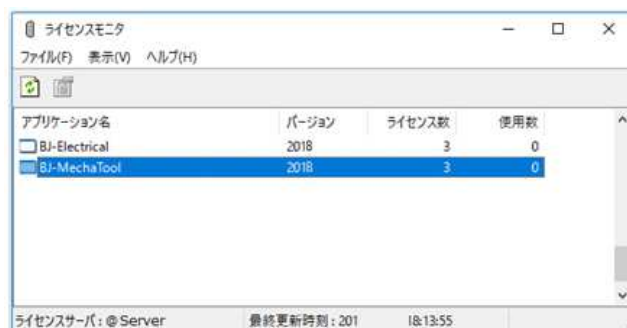 ライセンスモニタ
ファイル(F) 表示(V) ヘルプ(H)
アプリケーション名 バージョン ライセンス数 使用数
BJ-Electrical 2018 3 0
BJ-MechaTool 2018 3 0
ライセンスサーバ : @Server 最終更新時刻 : 201 18:13:55